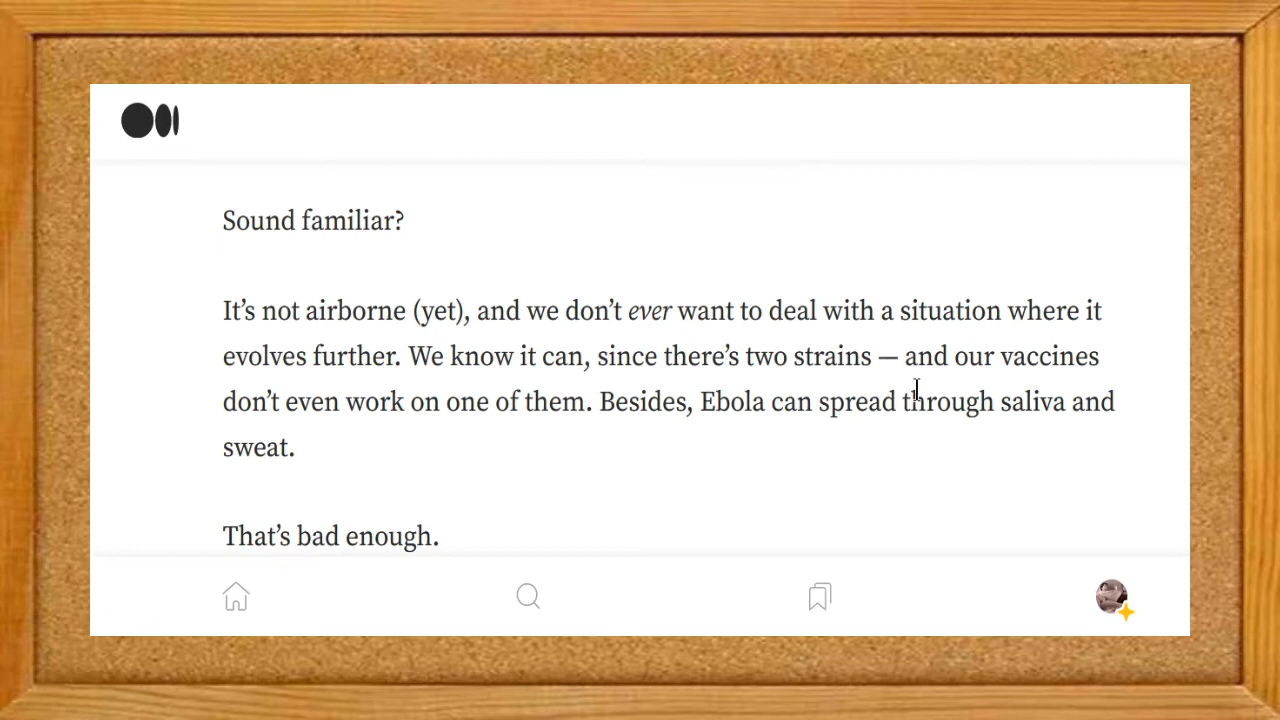 Sound familiar?
It’s not airborne (yet), and we don’t ever want to deal with a situation where it
evolves further. We know it can, since there’s two strains — and our vaccines
don’t even work on one of them. Besides, Ebola can spread through saliva and
sweat.
That’s bad enough.